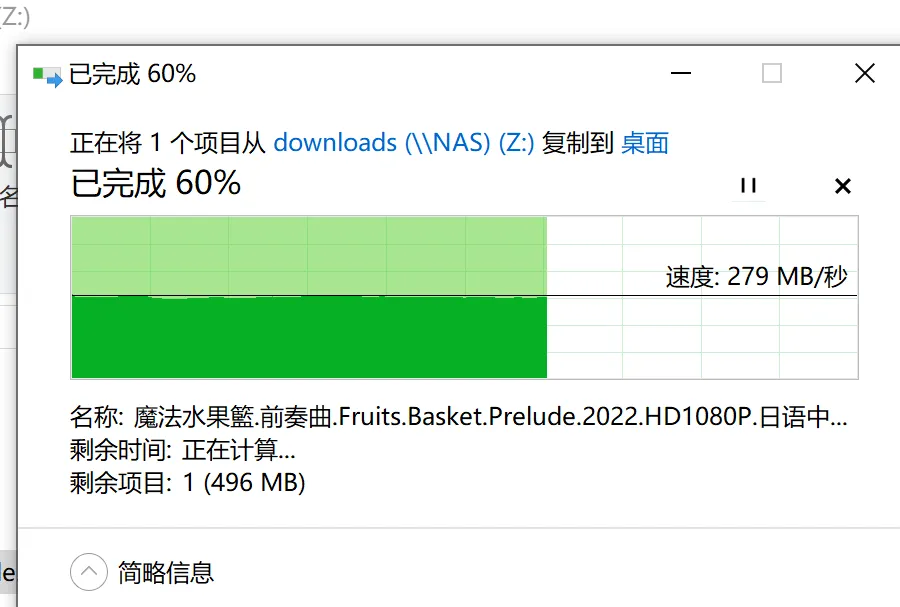 (Z:)
已完成 60%
正在将 1 个项目从 downloads (\\NAS) (Z:) 复制到 桌面
已完成 60%
速度: 279 MB/秒
名
名称: 魔法水果籃.前奏曲.Fruits.Basket.Prelude.2022.HD1080P.日语中...
剩余时间: 正在计算...
剩余项目: 1 (496 MB)
le
简略信息